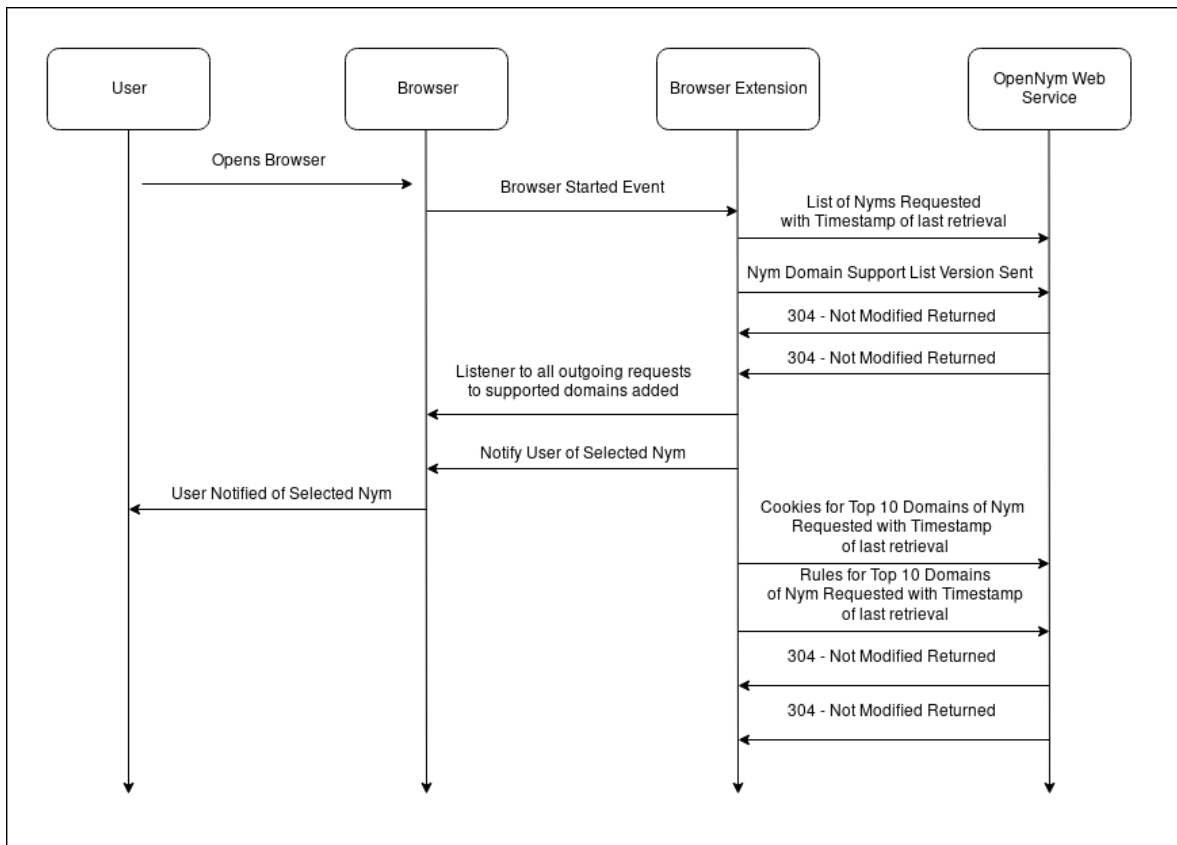 User
Browser
Browser Extension
OpenNym Web
Service
Opens Browser
Browser Started Event
List of Nyms Requested
with Timestamp of last retrieval
Nym Domain Support List Version Sent
304 - Not Modified Returned
304 - Not Modified Returned
Listener to all outgoing requests
to supported domains added
Notify User of Selected Nym
User Notified of Selected Nym
Cookies for Top 10 Domains of Nym
Requested with Timestamp
of last retrieval
Rules for Top 10 Domains
of Nym Requested with Timestamp
of last retrieval
304 - Not Modified Returned
304 - Not Modified Returned